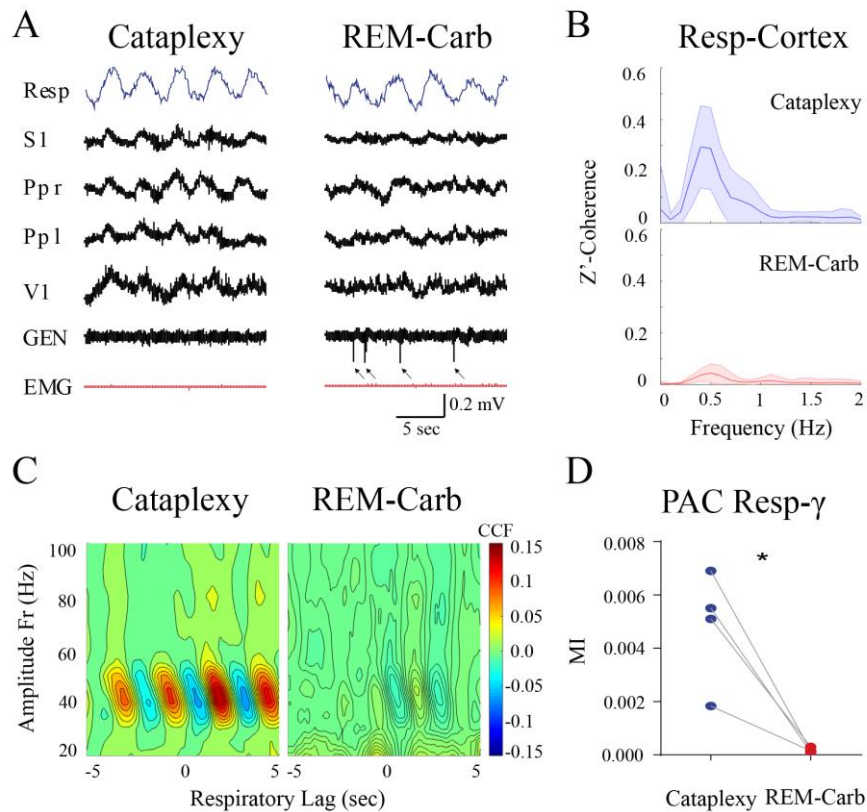 A
Cataplexy
REM-Carb
Resp
S1
Pp r
Pp l
V1
GEN
EMG
0.2 mV
5 sec
B
Resp-Cortex
0.6
Cataplexy
0.4
0.2
0
0.6
REM-Carb
0.4
0.2
0
Z'-Coherence
0 0.5 1 1.5 2
Frequency (Hz)
C
Cataplexy
REM-Carb
CCF
100
80
60
40
20
Amplitude Fr (Hz)
-5 0 5
-5 0 5
Respiratory Lag (sec)
0.15
0.10
0.05
0.0
-0.05
-0.10
-0.15
D
PAC Resp-γ
0.008
*
0.006
0.004
0.002
0.000
MI
Cataplexy REM-Carb